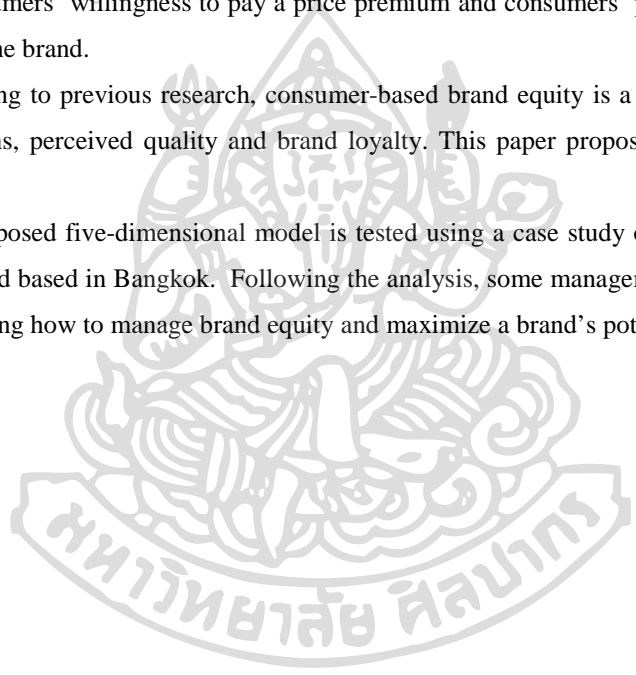 umers' willingness to pay a price premium and consumers'
he brand.
ng to previous research, consumer-based brand equity is a
ns, perceived quality and brand loyalty. This paper propos
posed five-dimensional model is tested using a case study
d based in Bangkok. Following the analysis, some manager
ing how to manage brand equity and maximize a brand's pot
มหาวิทยาลัย ศิลปากร